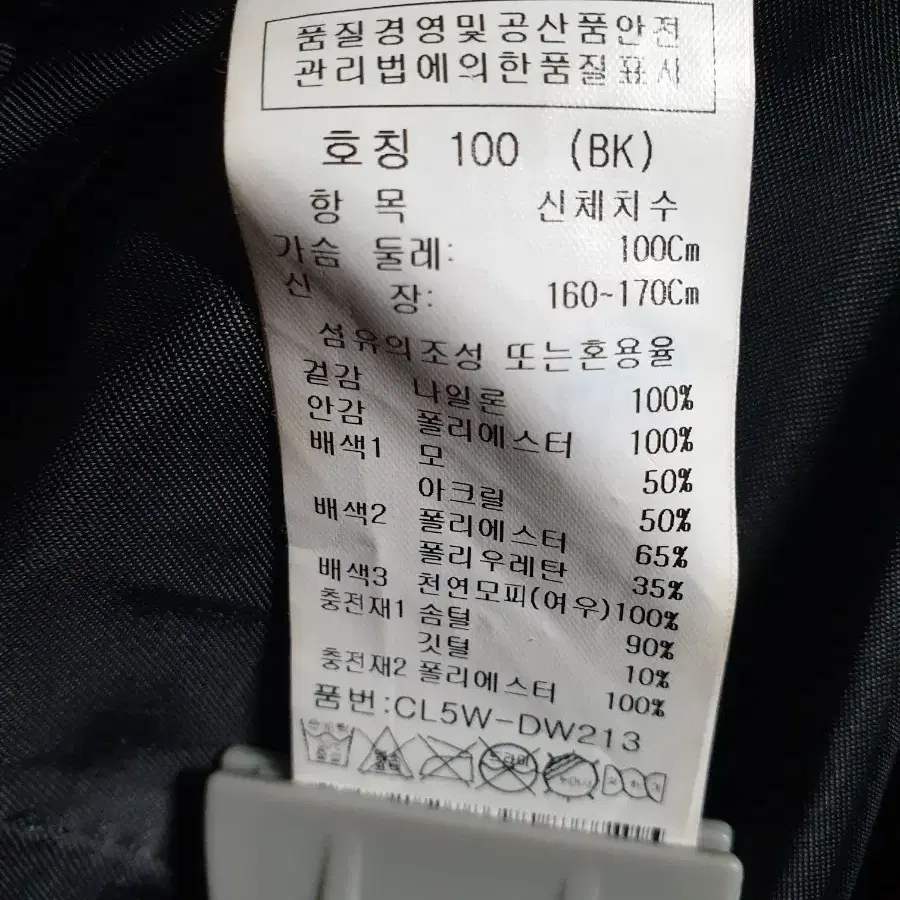 품질경영및공산품안전
관리법에의한품질표시
호칭 100 (BK)
항 목 신체치수
가슴 둘레: 100Cm
신 장: 160~170Cm
섬유의조성 또는혼용율
겉감 나일론 100%
안감 폴리에스터 100%
배색1 모 50%
아크릴 50%
배색2 폴리에스터 65%
폴리우레탄 35%
배색3 천연모피(여우)100%
충전재1 솜털 90%
깃털 10%
충전재2 폴리에스터 100%
품번:CL5W-DW213
드라이